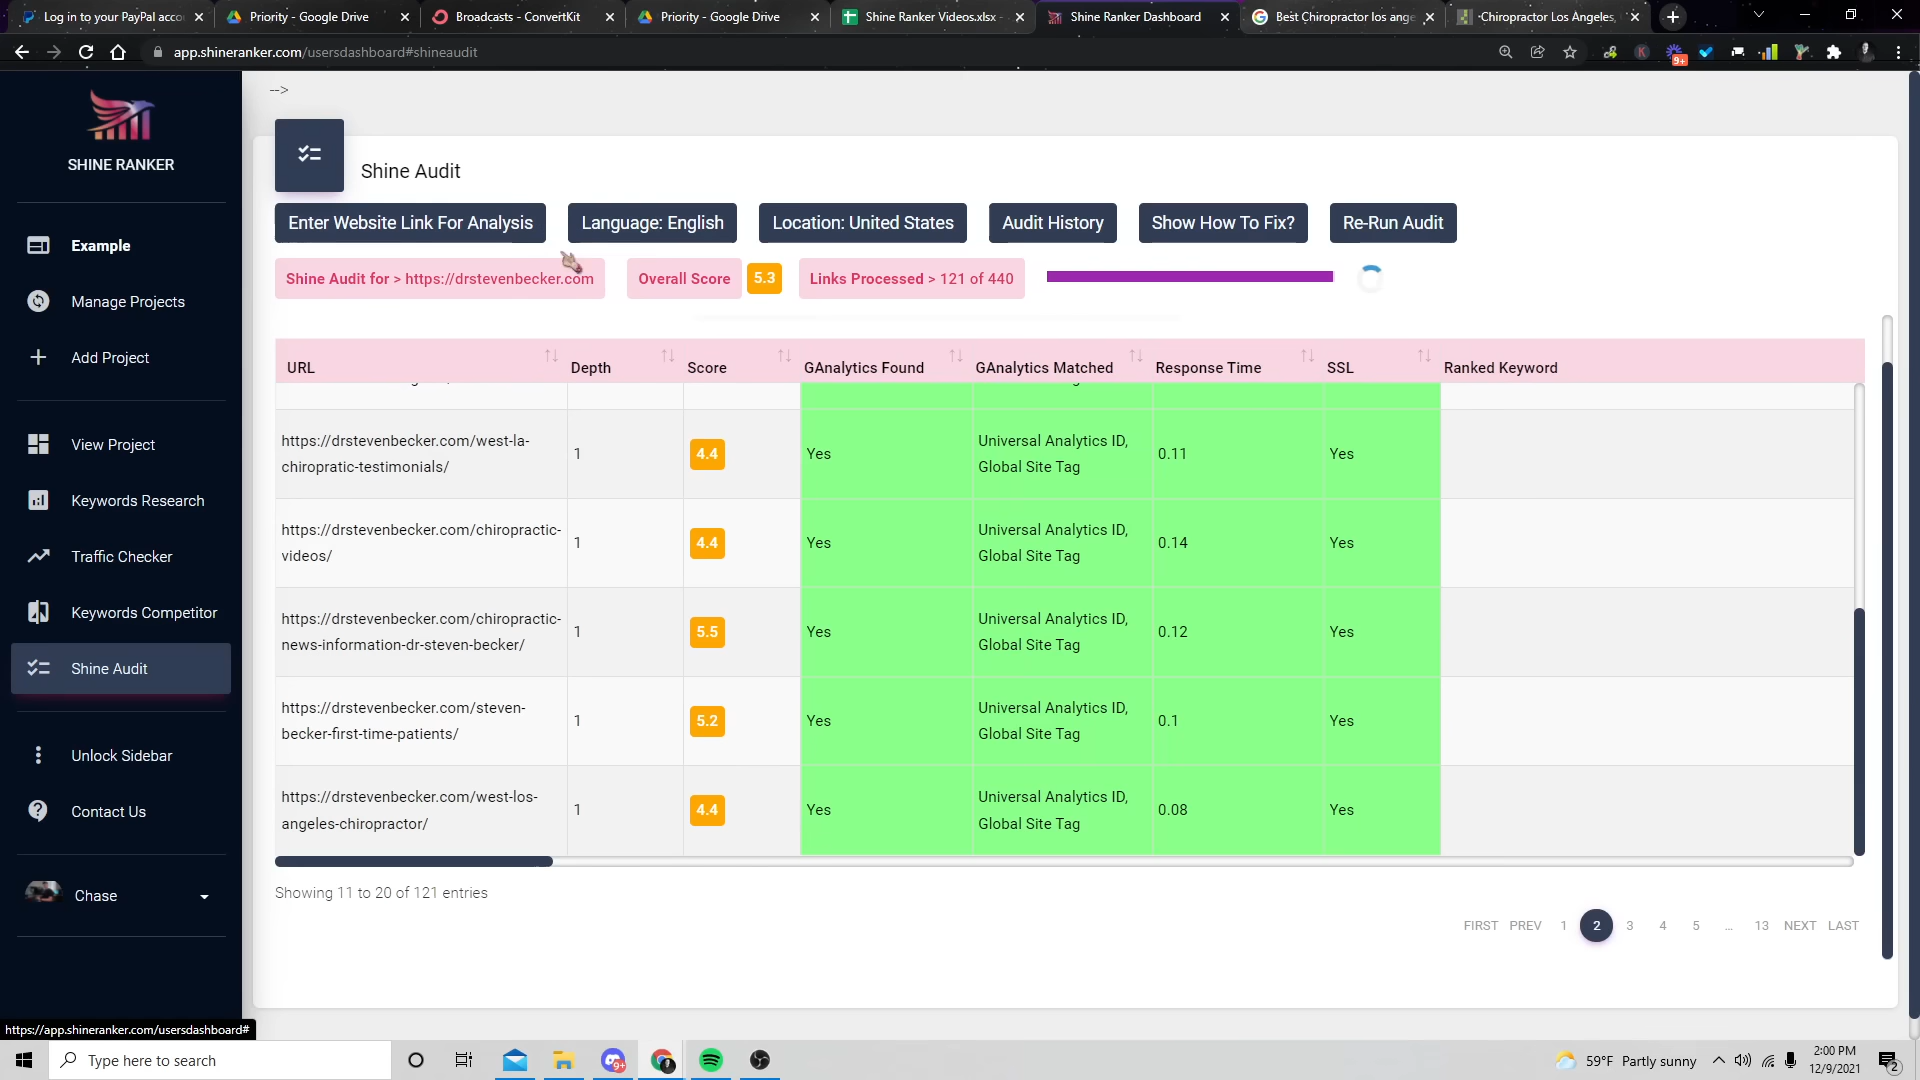 Log in to your PayPal acco
Priority - Google Drive
Broadcasts - ConvertKit
Priority - Google Drive
Shine Ranker Videos.xlsx -
Shine Ranker Dashboard
Best Chiropractor los ange
Chiropractor Los Angeles,
app.shineranker.com/usersdashboard#shineaudit
9+
SHINE RANKER
Example
Manage Projects
Add Project
View Project
Keywords Research
Traffic Checker
Keywords Competitor
Shine Audit
Unlock Sidebar
Contact Us
Chase
-->
Shine Audit
Enter Website Link For Analysis
Language: English
Location: United States
Audit History
Show How To Fix?
Re-Run Audit
Shine Audit for > https://drstevenbecker.com
Overall Score 5.3
Links Processed > 121 of 440
URL Depth Score GAnalytics Found GAnalytics Matched Response Time SSL Ranked Keyword
https://drstevenbecker.com/west-la-
chiropratic-testimonials/
1
4.4
Yes
Universal Analytics ID,
Global Site Tag
0.11
Yes
https://drstevenbecker.com/chiropractic-
videos/
1
4.4
Yes
Universal Analytics ID,
Global Site Tag
0.14
Yes
https://drstevenbecker.com/chiropractic-
news-information-dr-steven-becker/
1
5.5
Yes
Universal Analytics ID,
Global Site Tag
0.12
Yes
https://drstevenbecker.com/steven-
becker-first-time-patients/
1
5.2
Yes
Universal Analytics ID,
Global Site Tag
0.1
Yes
https://drstevenbecker.com/west-los-
angeles-chiropractor/
1
4.4
Yes
Universal Analytics ID,
Global Site Tag
0.08
Yes
Showing 11 to 20 of 121 entries
FIRST PREV 1 2 3 4 5 … 13 NEXT LAST
https://app.shineranker.com/usersdashboard#
Type here to search
9+
59°F Partly sunny
2:00 PM
12/9/2021
2